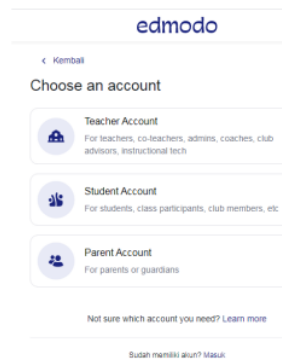 edmodo
Kembali
Choose an account
Teacher Account
For teachers, co-teachers, admins, coaches, club
advisors, instructional tech
Student Account
For students, class participants, club members, etc
Parent Account
For parents or guardians
Not sure which account you need? Learn more
Sudah memiliki akun? Masuk